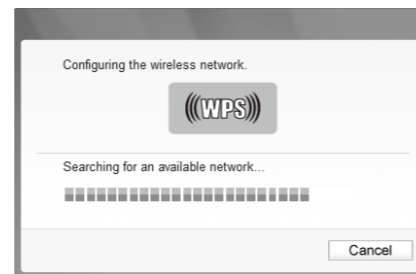 Configuring the wireless network.
WPS
Searching for an available network...
Cancel